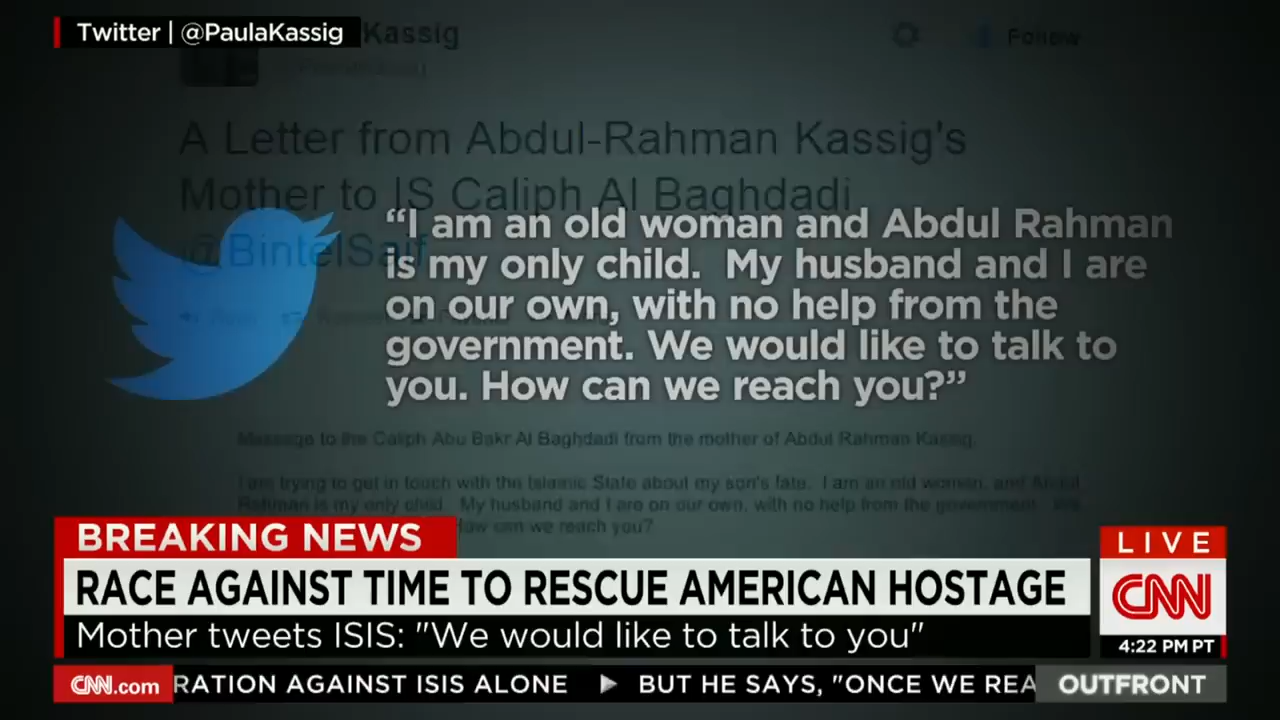 Twitter | @PaulaKassig
Kassig
Follow
A Letter from Abdul-Rahman Kassig's
Mother to IS Caliph Al Baghdadi
@BintelSaif
“I am an old woman and Abdul Rahman
is my only child. My husband and I are
on our own, with no help from the
government. We would like to talk to
you. How can we reach you?”
Message to the Caliph Abu Bakr Al Baghdadi from the mother of Abdul Rahman Kassig.
I am trying to get in touch with the Islamic State about my son's fate. I am an old woman, and Abdul
Rahman is my only child. My husband and I are on our own, with no help from the government. We
How can we reach you?
BREAKING NEWS
RACE AGAINST TIME TO RESCUE AMERICAN HOSTAGE
Mother tweets ISIS: "We would like to talk to you"
LIVE
CNN
4:22 PM PT
CNN.com
RATION ALONE AGAINST ISIS ALONE ▶ BUT HE SAYS, "ONCE WE REA
OUTFRONT